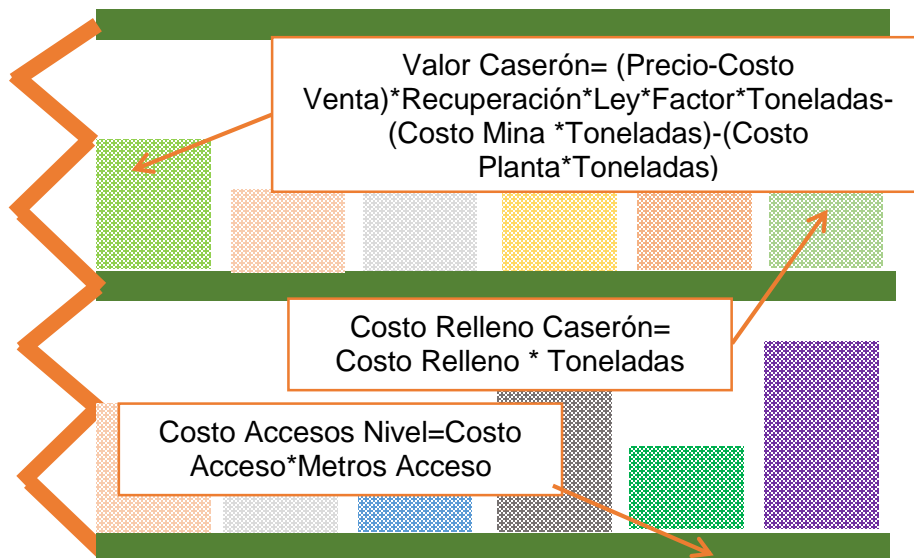 Valor Caserón= (Precio-Costo
Venta)*Recuperación*Ley*Factor*Toneladas-
(Costo Mina *Toneladas)-(Costo
Planta*Toneladas)
Costo Relleno Caserón=
Costo Relleno * Toneladas
Costo Accesos Nivel=Costo
Acceso*Metros Acceso